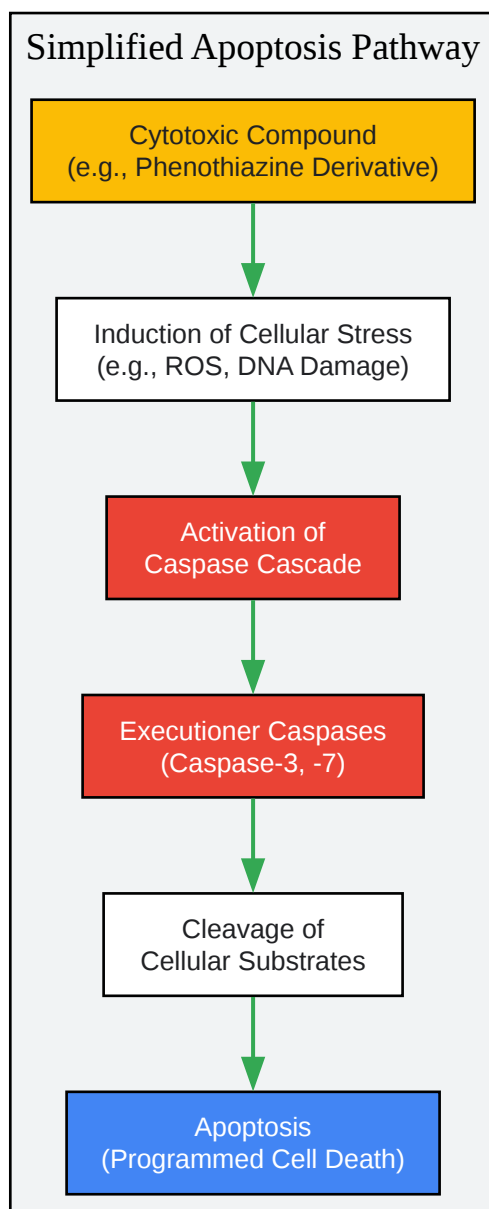 Simplified Apoptosis Pathway
Cytotoxic Compound
(e.g., Phenothiazine Derivative)
Induction of Cellular Stress
(e.g., ROS, DNA Damage)
Activation of
Caspase Cascade
Executioner Caspases
(Caspase-3, -7)
Cleavage of
Cellular Substrates
Apoptosis
(Programmed Cell Death)